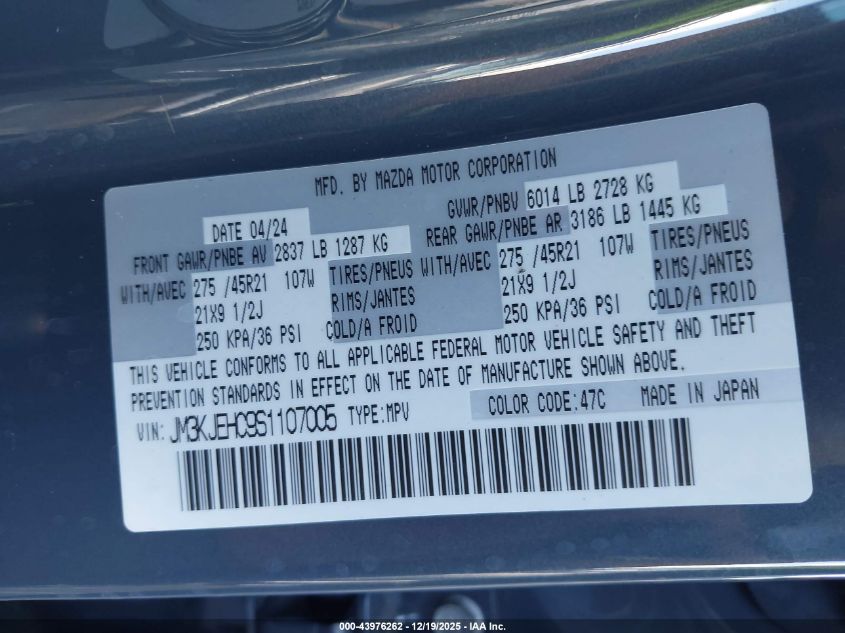 MFD. BY MAZDA MOTOR CORPORATION
DATE 04/24 GVWR/PNBV 6014 LB 2728 KG
FRONT GAWR/PNBE AV 2837 LB 1287 KG REAR GAWR/PNBE AR 3186 LB 1445 KG
WITH/AVEC 275 /45R21 107W TIRES/PNEUS WITH/AVEC 275 /45R21 107W TIRES/PNEUS
21X9 1/2J RIMS/JANTES 21X9 1/2J RIMS/JANTES
250 KPA/36 PSI COLD/A FROID 250 KPA/36 PSI COLD/A FROID
THIS VEHICLE CONFORMS TO ALL APPLICABLE FEDERAL MOTOR VEHICLE SAFETY AND THEFT
PREVENTION STANDARDS IN EFFECT ON THE DATE OF MANUFACTURE SHOWN ABOVE.
VIN: JM3KJEHC9S1107005 TYPE:MPV COLOR CODE:47C MADE IN JAPAN
000-43976262 - 12/19/2025 - IAA Inc.